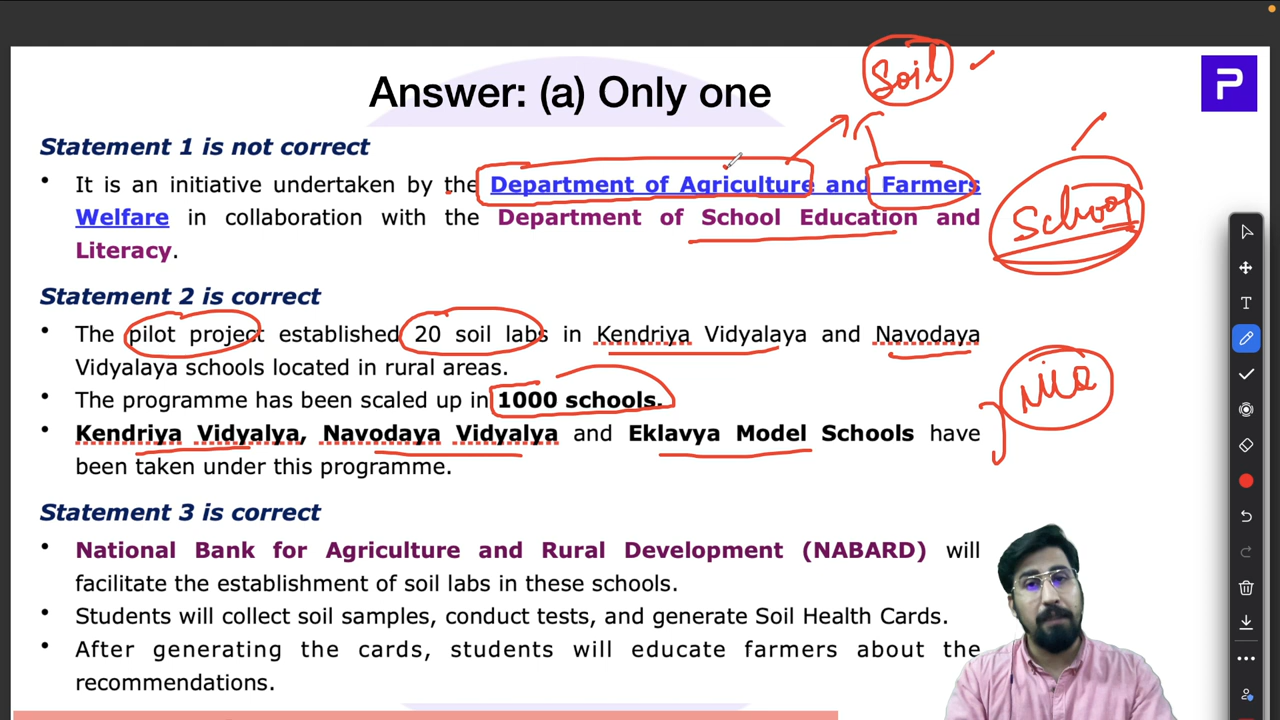 Soil
Answer: (a) Only one
P
Statement 1 is not correct
• It is an initiative undertaken by the Department of Agriculture and Farmers
Welfare in collaboration with the Department of School Education and
Literacy.
School
Statement 2 is correct
• The pilot project established 20 soil labs in Kendriya Vidyalaya and Navodaya
Vidyalaya schools located in rural areas.
• The programme has been scaled up in 1000 schools.
• Kendriya Vidyalya, Navodaya Vidyalya and Eklavya Model Schools have
been taken under this programme.
Statement 3 is correct
• National Bank for Agriculture and Rural Development (NABARD) will
facilitate the establishment of soil labs in these schools.
• Students will collect soil samples, conduct tests, and generate Soil Health Cards.
• After generating the cards, students will educate farmers about the
recommendations.
T